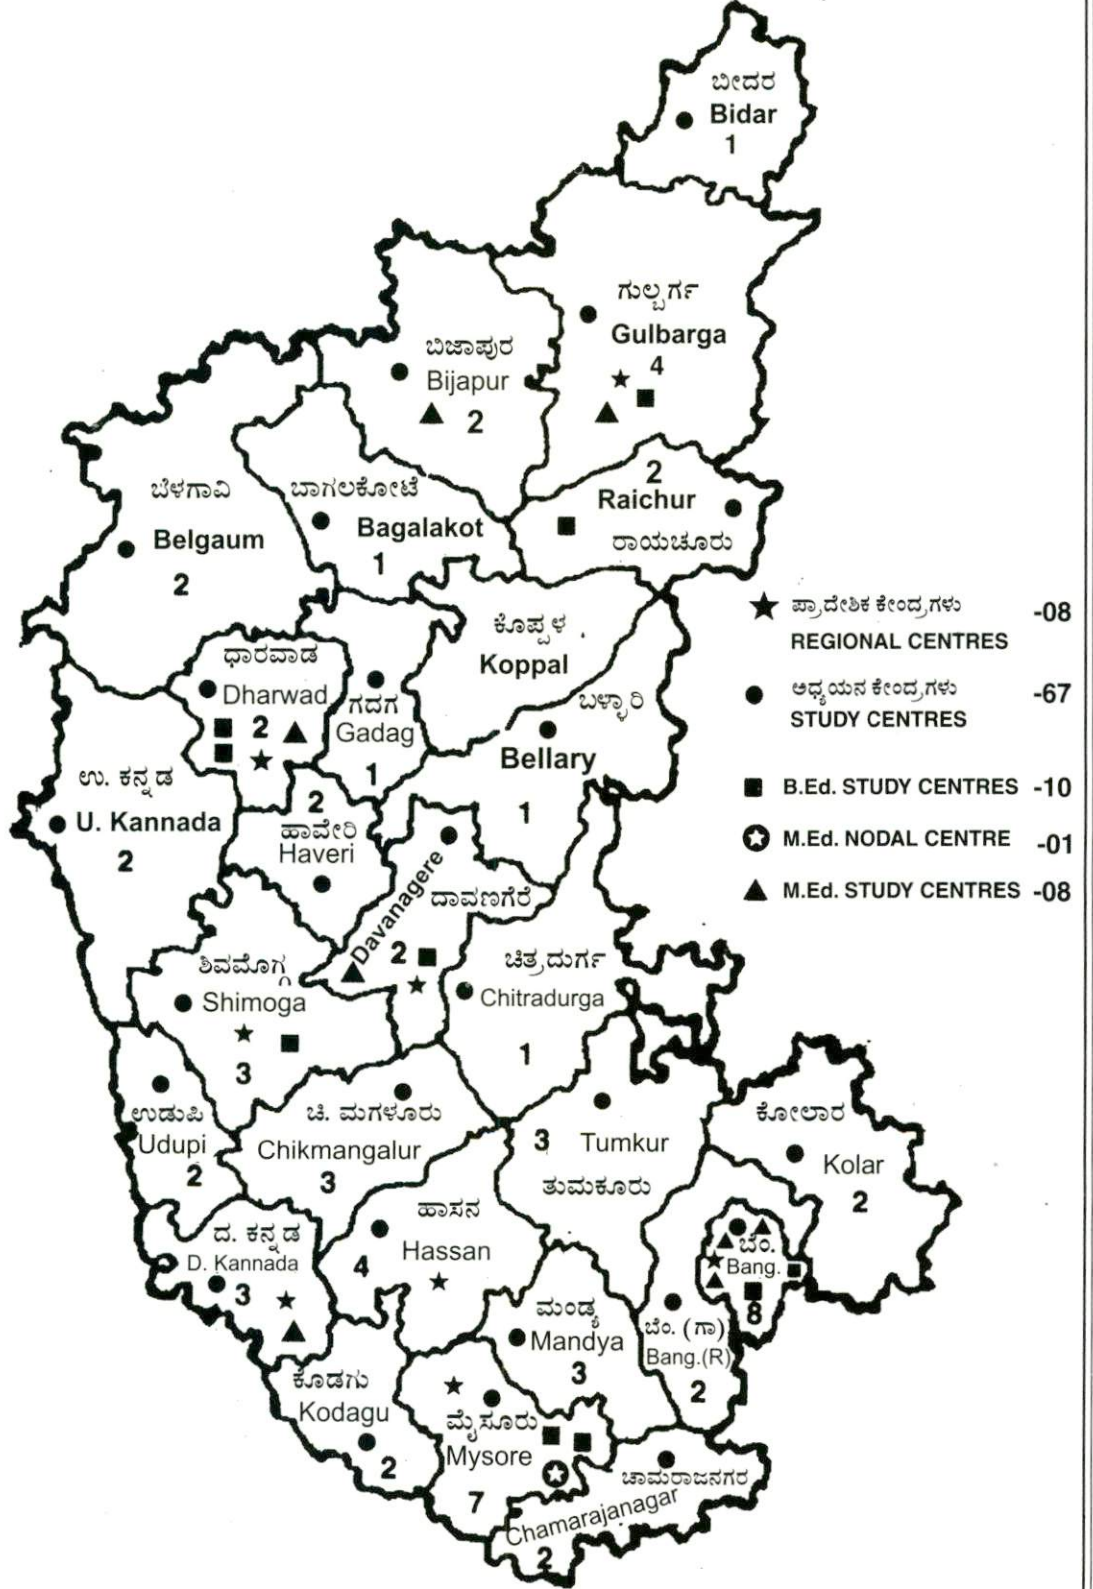 ಬೀದರ
Bidar
1
ಗುಲ್ಬರ್ಗ
Gulbarga
4
ಬಿಜಾಪುರ
Bijapur
2
2
Raichur
ರಾಯಚೂರು
ಬೆಳಗಾವಿ
Belgaum
2
ಬಾಗಲಕೋಟೆ
Bagalakot
1
ಕೊಪ್ಪಳ
Koppal
ಪ್ರಾದೇಶಿಕ ಕೇಂದ್ರಗಳು -08
REGIONAL CENTRES
ಅಧ್ಯಯನ ಕೇಂದ್ರಗಳು -67
STUDY CENTRES
B.Ed. STUDY CENTRES -10
M.Ed. NODAL CENTRE -01
M.Ed. STUDY CENTRES -08
ಧಾರವಾಡ
Dharwad
2
ಗದಗ
Gadag
1
ಬಳ್ಳಾರಿ
Bellary
1
ಉ. ಕನ್ನಡ
U. Kannada
2
2
ಹಾವೇರಿ
Haveri
Davanagere
ದಾವಣಗೆರೆ
2
ಶಿವಮೊಗ್ಗ
Shimoga
3
ಚಿತ್ರದುರ್ಗ
Chitradurga
1
ಉಡುಪಿ
Udupi
2
ಚಿ. ಮಗಳೂರು
Chikmangalur
3
3 Tumkur
ತುಮಕೂರು
ಕೋಲಾರ
Kolar
2
ಹಾಸನ
Hassan
4
ದ. ಕನ್ನಡ
D. Kannada
3
ಬೆಂ.
Bang.
8
ಮಂಡ್ಯ
Mandya
3
ಬೆಂ. (ಗಾ)
Bang.(R)
2
ಕೊಡಗು
Kodagu
2
ಮೈಸೂರು
Mysore
7
ಚಾಮರಾಜನಗರ
Chamarajanagar
2